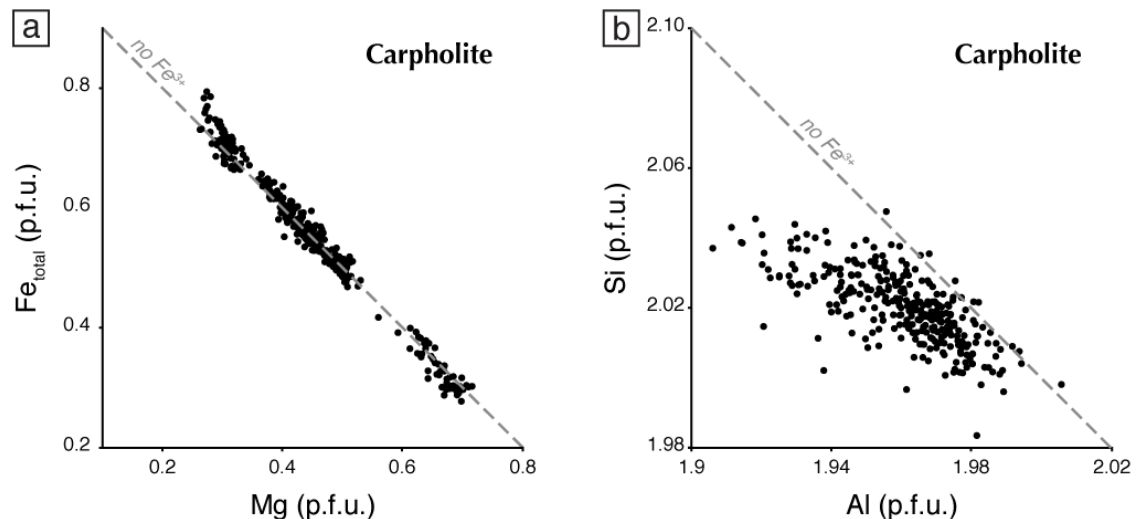 a
Carpholite
no Fe³⁺
0.8
0.6
0.4
0.2
0.2 0.4 0.6 0.8
Fe_total (p.f.u.)
Mg (p.f.u.)
b
Carpholite
no Fe³⁺
2.10
2.06
2.02
1.98
1.9 1.94 1.98 2.02
Si (p.f.u.)
Al (p.f.u.)